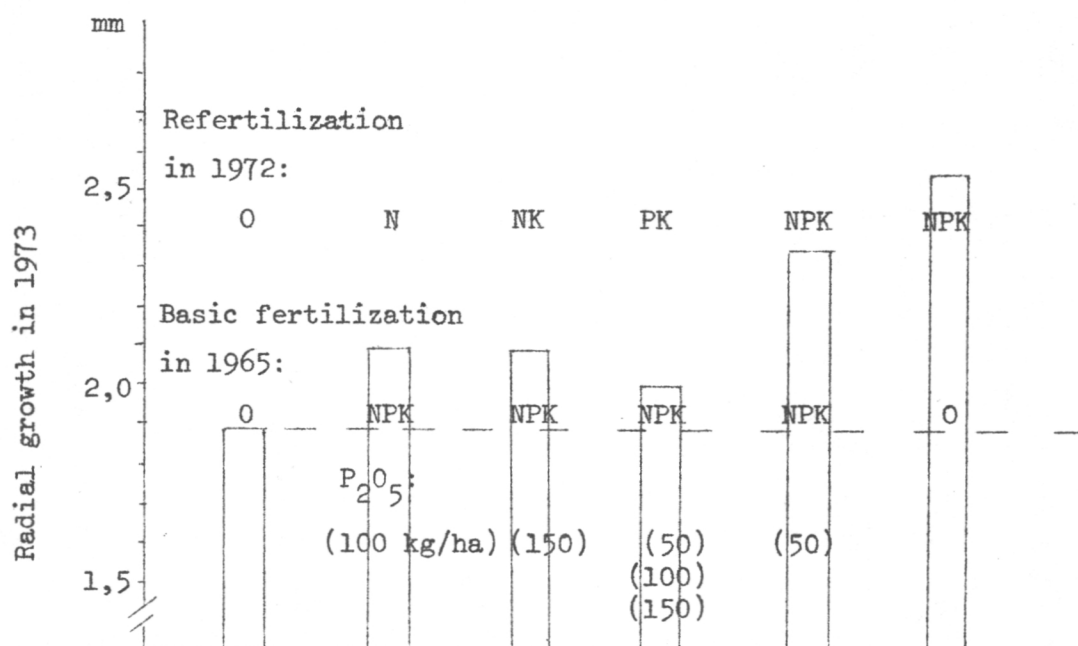 mm
Refertilization
in 1972:
2,5
O N NK PK NPK NPK
Radial growth in 1973
Basic fertilization
in 1965:
2,0
O NPK NPK NPK NPK O
P2O5:
(100 kg/ha) (150) (50) (50)
1,5 (100)
(150)